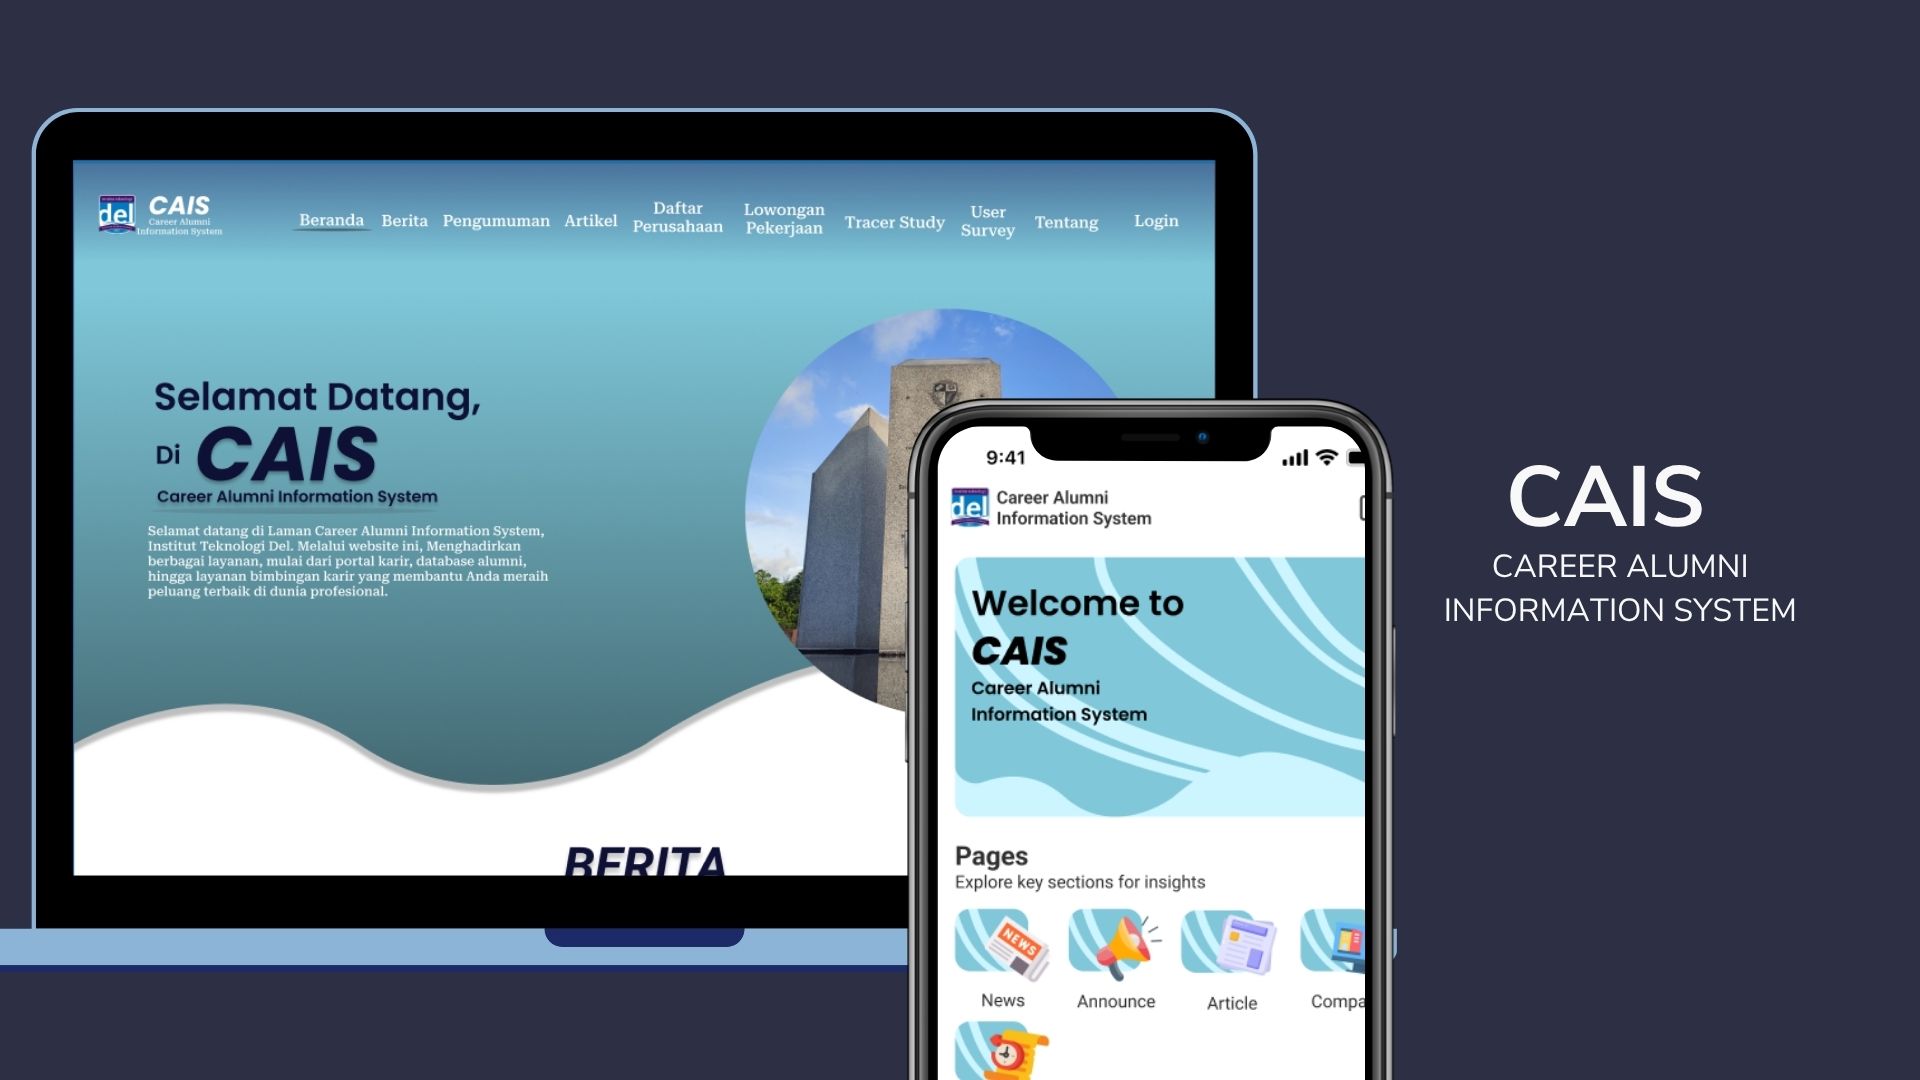 del CAIS
Career Alumni
Information System
Beranda Berita Pengumuman Artikel Daftar Perusahaan Lowongan Pekerjaan Tracer Study User Survey Tentang Login
Selamat Datang,
Di CAIS
Career Alumni Information System
Selamat datang di Laman Career Alumni Information System,
Institut Teknologi Del. Melalui website ini, Menghadirkan
berbagai layanan, mulai dari portal karir, database alumni,
hingga layanan bimbingan karir yang membantu Anda meraih
peluang terbaik di dunia profesional.
BERITA
9:41
del Career Alumni
Information System
Welcome to
CAIS
Career Alumni
Information System
Pages
Explore key sections for insights
NEWS
News Announce Article Compa
CAIS
CAREER ALUMNI
INFORMATION SYSTEM